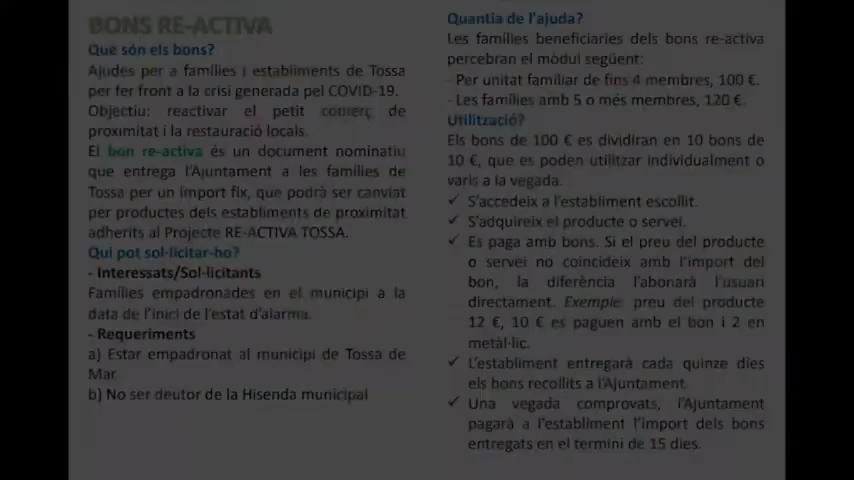 BONS RE-ACTIVA
Què són els bons?
Ajudes per a famílies i establiments de Tossa
per fer front a la crisi generada pel COVID-19.
Objectiu: reactivar el petit comerç de
proximitat i la restauració locals.
El bon re-activa és un document nominatiu
que entrega l'Ajuntament a les famílies de
Tossa per un import fix, que podrà ser canviat
per productes dels establiments de proximitat
adherits al Projecte RE-ACTIVA TOSSA.
Qui pot sol·licitar-ho?
- Interessats/Sol·licitants
Famílies empadronades en el municipi a la
data de l'inici de l'estat d'alarma.
- Requeriments
a) Estar empadronat al municipi de Tossa de
Mar.
b) No ser deutor de la Hisenda municipal
Quantia de l'ajuda?
Les famílies beneficiaries dels bons re-activa
percebran el mòdul següent:
- Per unitat familiar de fins 4 membres, 100 €.
- Les famílies amb 5 o més membres, 120 €.
Utilització?
Els bons de 100 € es dividiran en 10 bons de
10 €, que es poden utilitzar individualment o
varis a la vegada.
✓ S'accedeix a l'establiment escollit.
✓ S'adquireix el producte o servei.
✓ Es paga amb bons. Si el preu del producte
o servei no coincideix amb l'import del
bon, la diferència l'abonarà l'usuari
directament. Exemple: preu del producte
12 €, 10 € es paguen amb el bon i 2 en
metàl·lic.
✓ L'establiment entregarà cada quinze dies
els bons recollits a l'Ajuntament.
✓ Una vegada comprovats, l'Ajuntament
pagarà a l'establiment l'import dels bons
entregats en el termini de 15 dies.